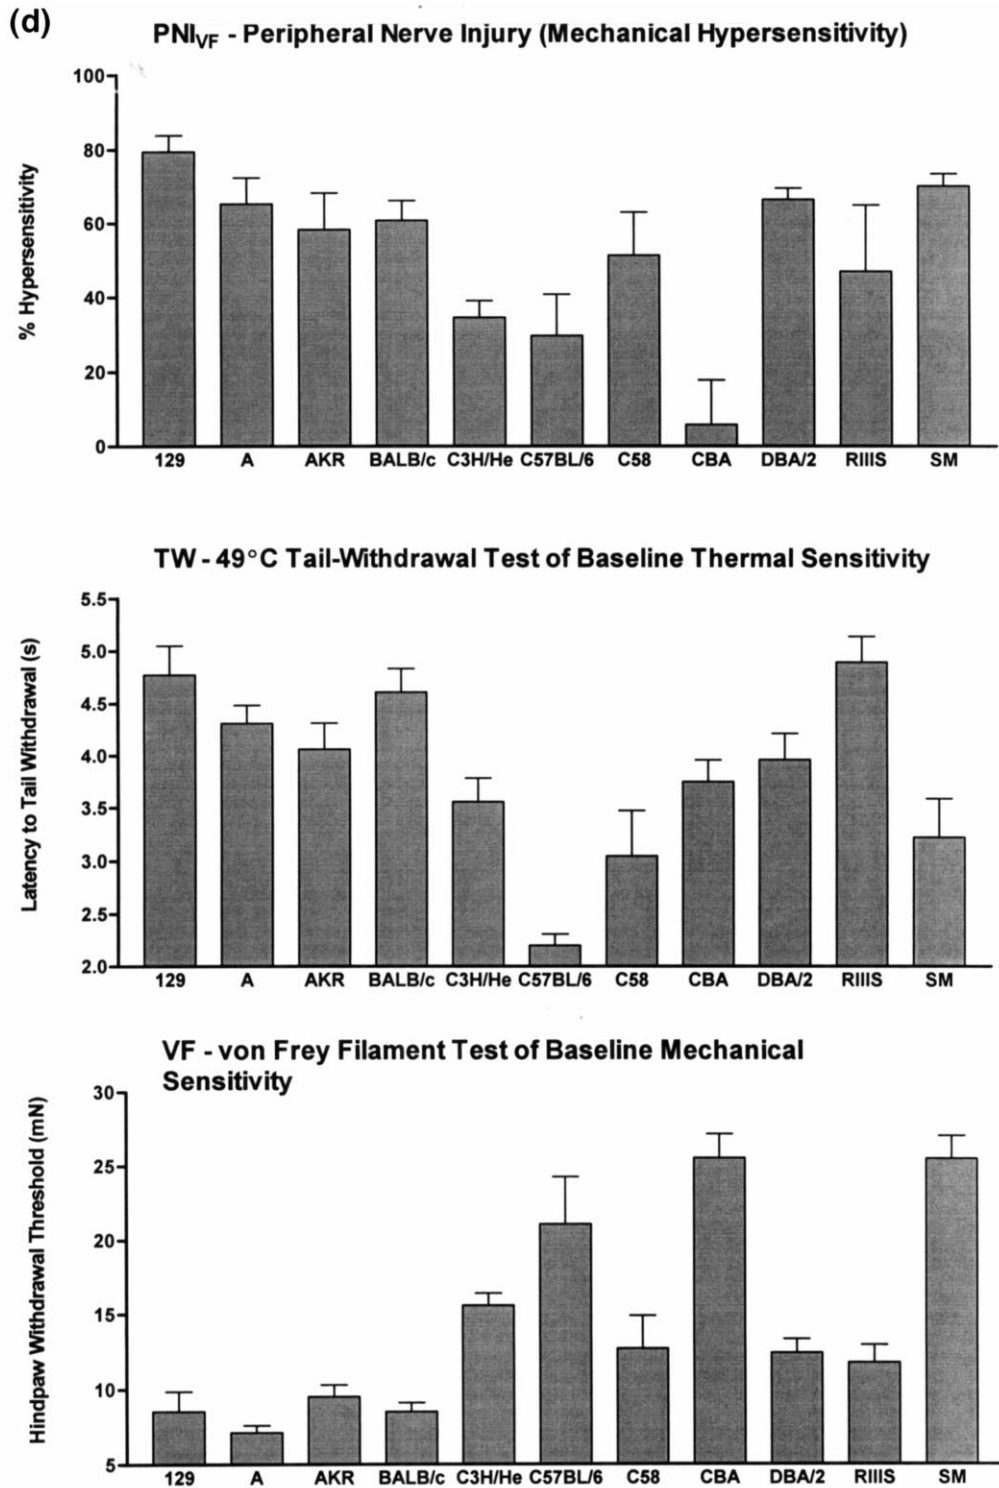 (d)
PNIVF - Peripheral Nerve Injury (Mechanical Hypersensitivity)
% Hypersensitivity
100
80
60
40
20
0
129 A AKR BALB/c C3H/He C57BL/6 C58 CBA DBA/2 RIIIS SM
TW - 49°C Tail-Withdrawal Test of Baseline Thermal Sensitivity
Latency to Tail Withdrawal (s)
5.5
5.0
4.5
4.0
3.5
3.0
2.5
2.0
129 A AKR BALB/c C3H/He C57BL/6 C58 CBA DBA/2 RIIIS SM
VF - von Frey Filament Test of Baseline Mechanical
Sensitivity
Hindpaw Withdrawal Threshold (mN)
30
25
20
15
10
5
129 A AKR BALB/c C3H/He C57BL/6 C58 CBA DBA/2 RIIIS SM